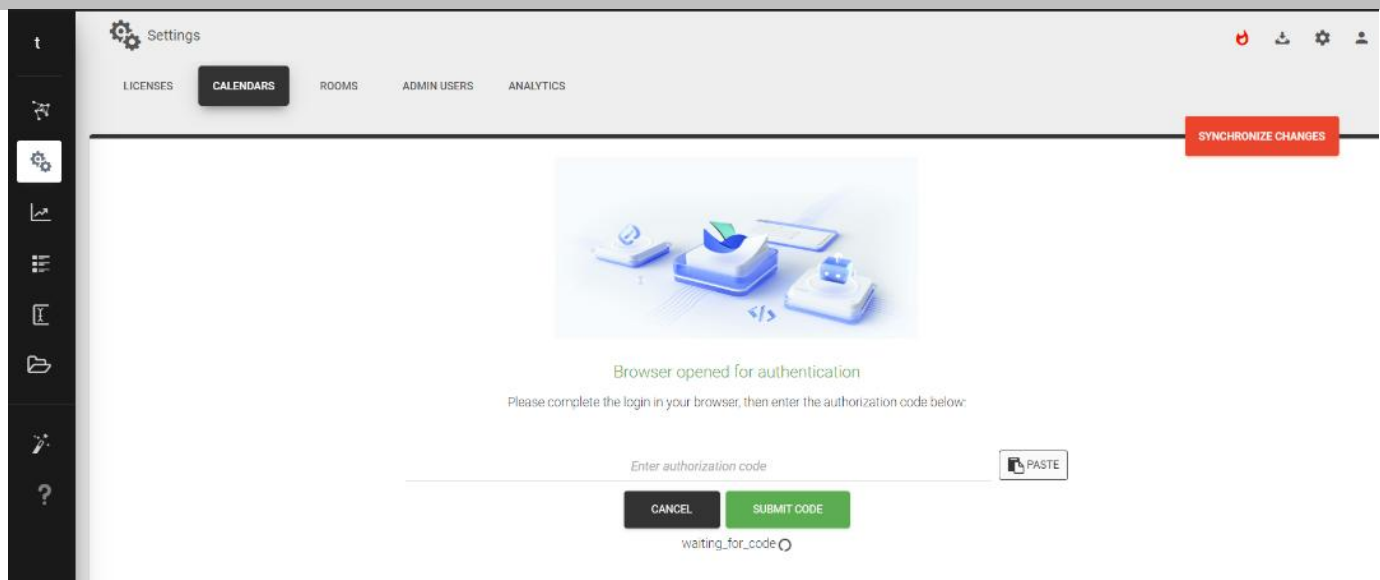 t
Settings
LICENSES CALENDARS ROOMS ADMIN USERS ANALYTICS
SYNCHRONIZE CHANGES
</>
Browser opened for authentication
Please complete the login in your browser, then enter the authorization code below:
Enter authorization code PASTE
CANCEL SUBMIT CODE
waiting_for_code
?